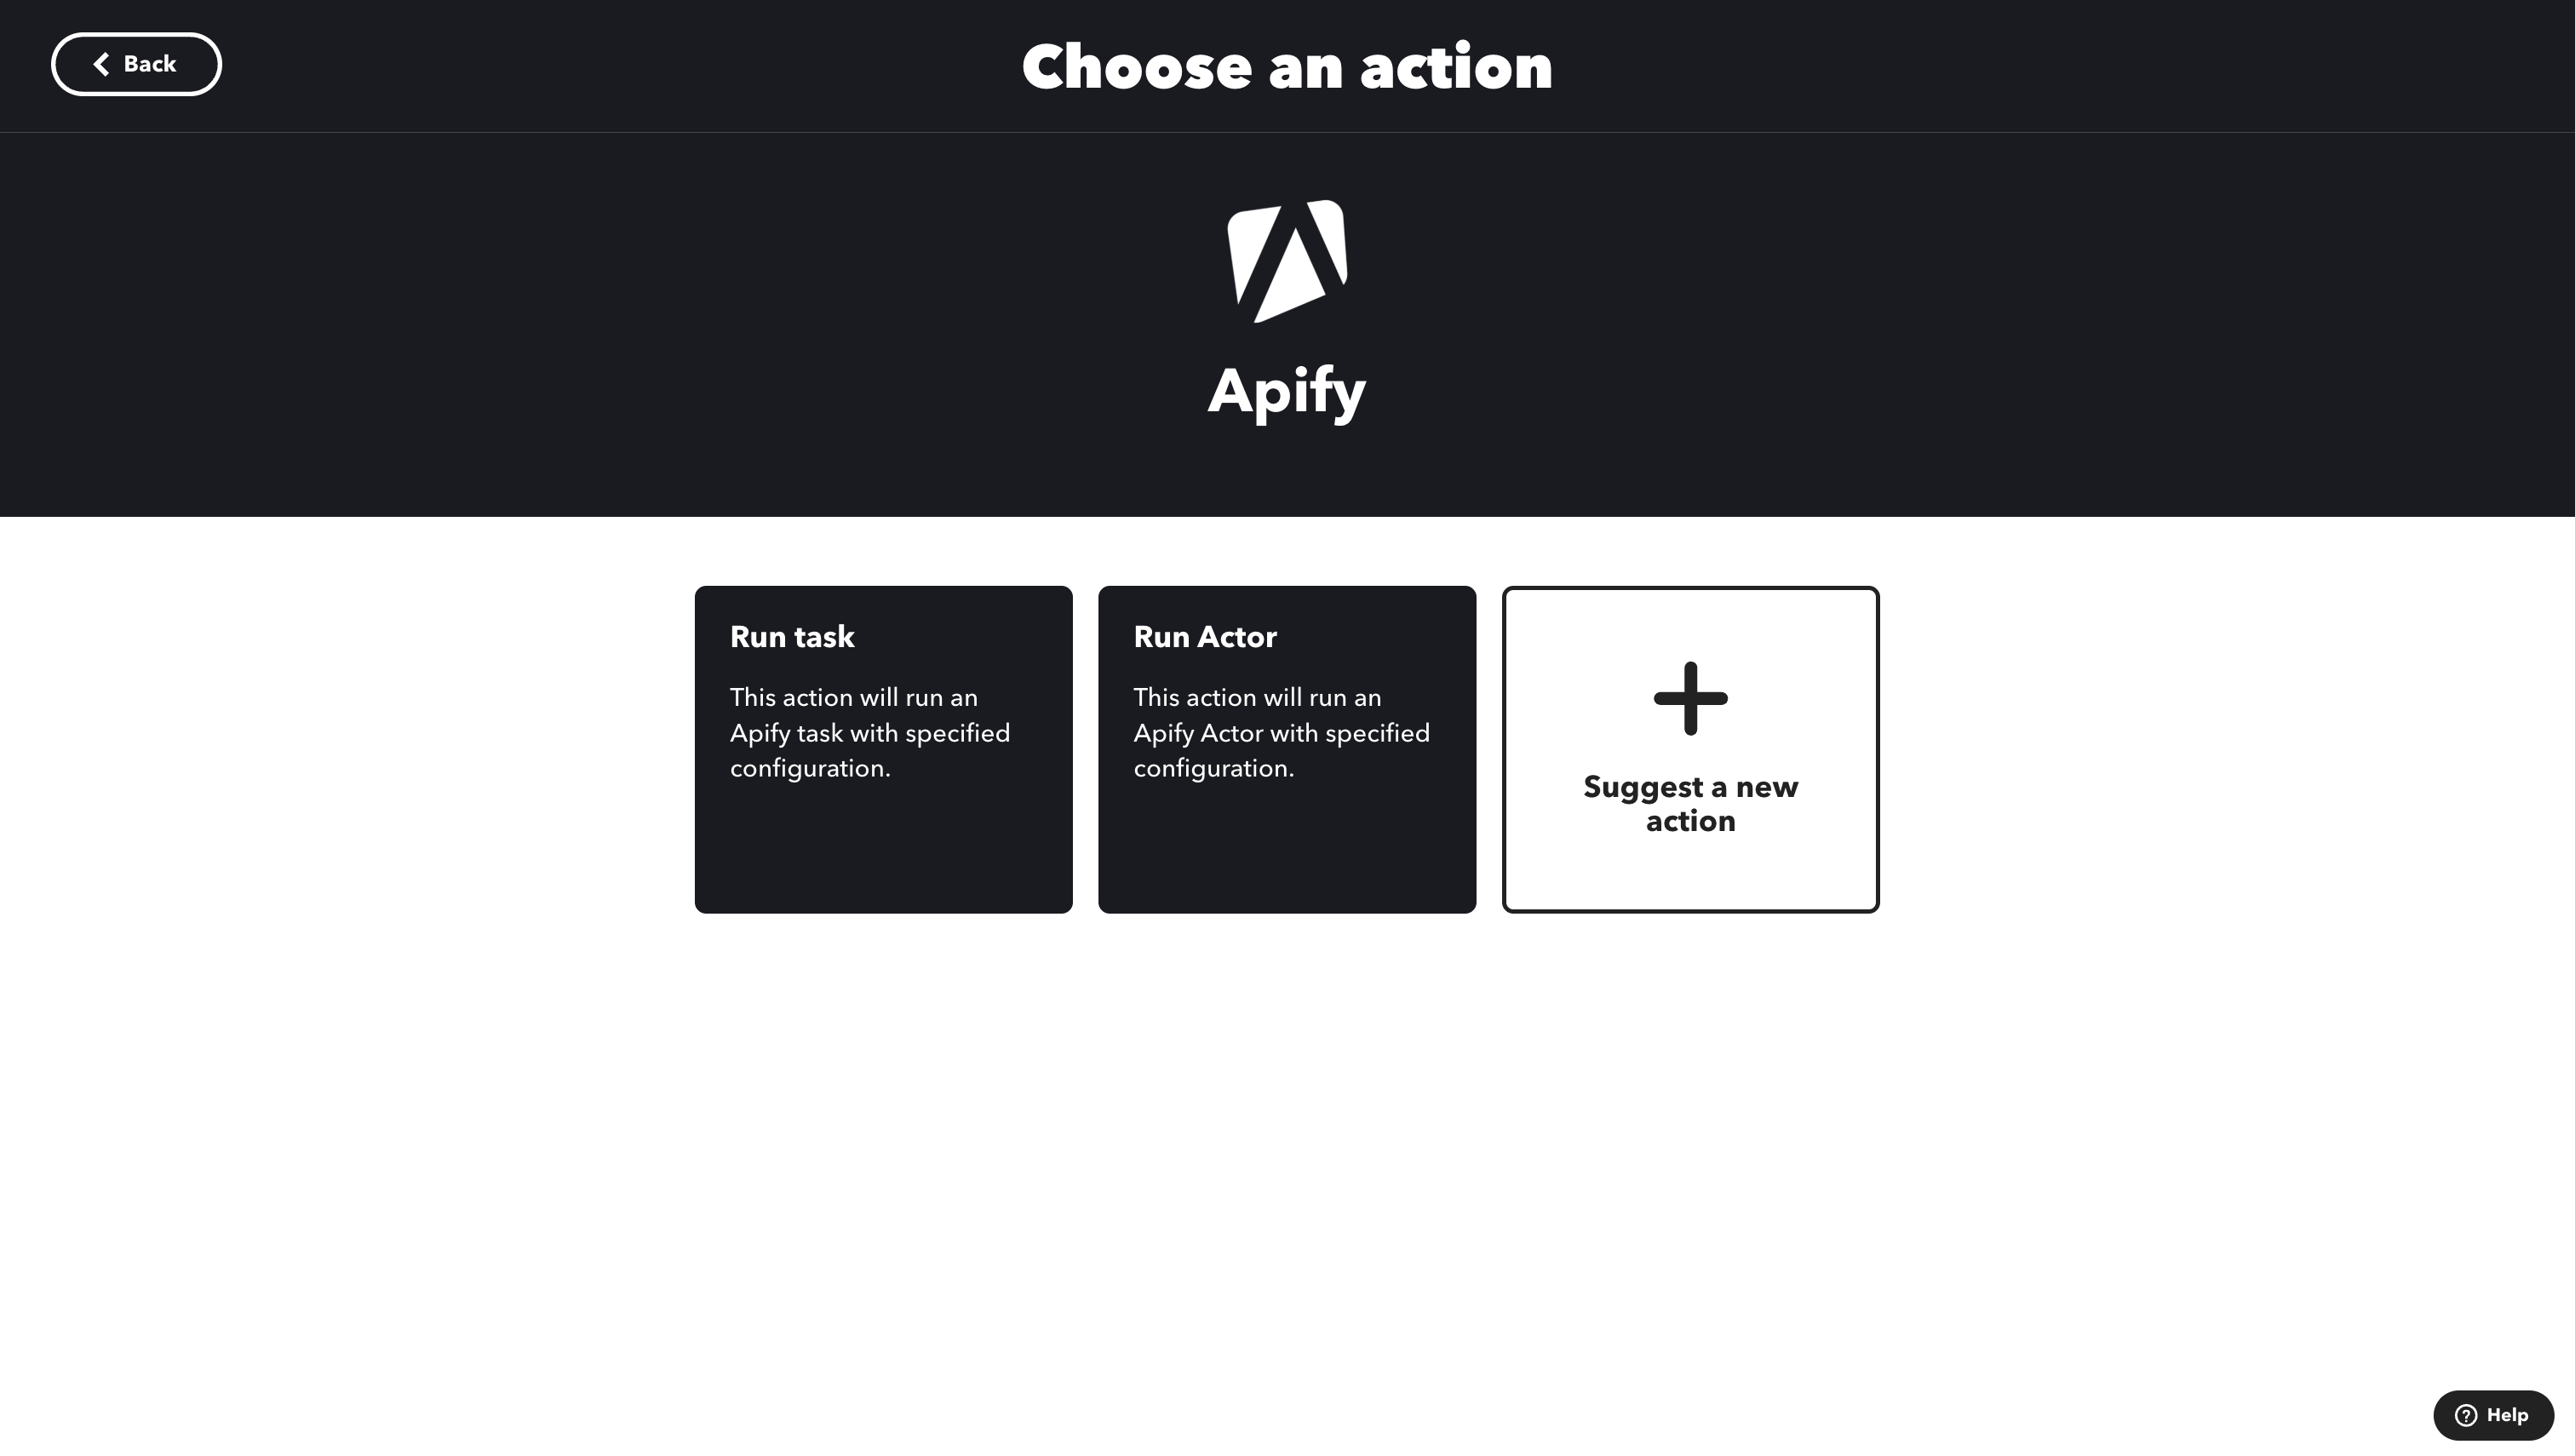 Back
Choose an action
Apify
Run task
This action will run an
Apify task with specified
configuration.
Run Actor
This action will run an
Apify Actor with specified
configuration.
Suggest a new
action
Help